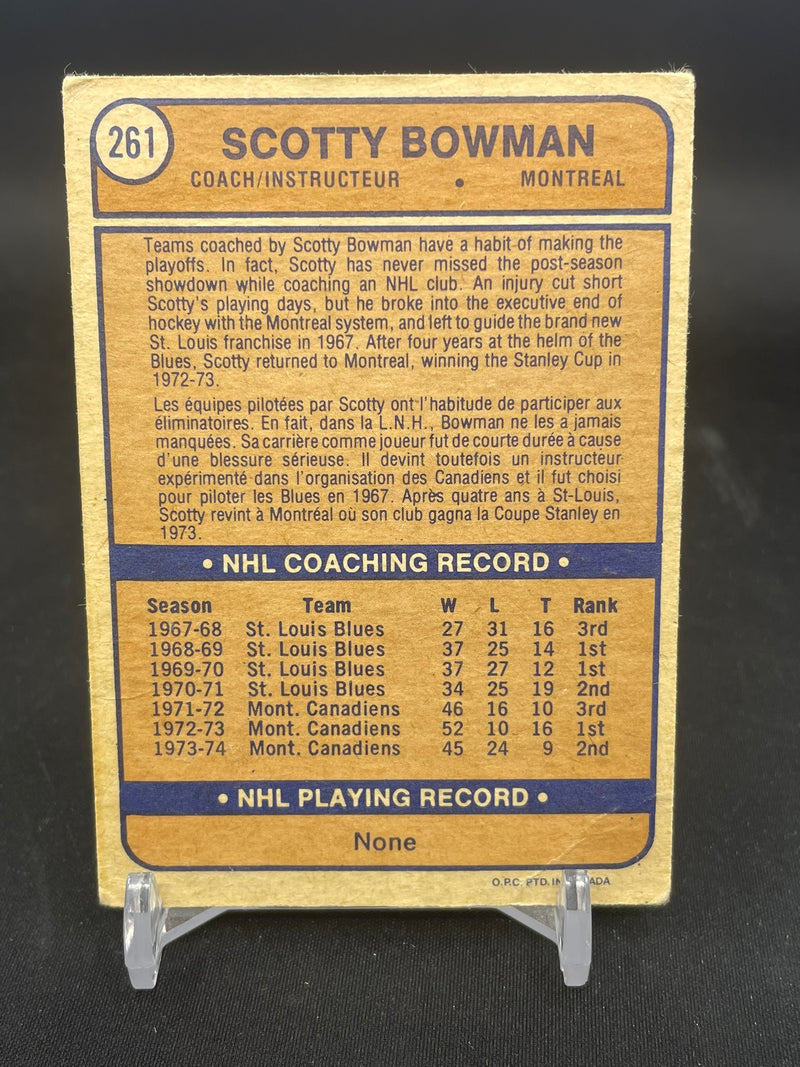 261
SCOTTY BOWMAN
COACH/INSTRUCTEUR • MONTREAL
Teams coached by Scotty Bowman have a habit of making the
playoffs. In fact, Scotty has never missed the post-season
showdown while coaching an NHL club. An injury cut short
Scotty's playing days, but he broke into the executive end of
hockey with the Montreal system, and left to guide the brand new
St. Louis franchise in 1967. After four years at the helm of the
Blues, Scotty returned to Montreal, winning the Stanley Cup in
1972-73.
Les équipes pilotées par Scotty ont l'habitude de participer aux
éliminatoires. En fait, dans la L.N.H., Bowman ne les a jamais
manquées. Sa carrière comme joueur fut de courte durée à cause
d'une blessure sérieuse. Il devint toutefois un instructeur
expérimenté dans l'organisation des Canadiens et il fut choisi
pour piloter les Blues en 1967. Après quatre ans à St-Louis,
Scotty revint à Montréal où son club gagna la Coupe Stanley en
1973.
• NHL COACHING RECORD •
Season Team W L T Rank
1967-68 St. Louis Blues 27 31 16 3rd
1968-69 St. Louis Blues 37 25 14 1st
1969-70 St. Louis Blues 37 27 12 1st
1970-71 St. Louis Blues 34 25 19 2nd
1971-72 Mont. Canadiens 46 16 10 3rd
1972-73 Mont. Canadiens 52 10 16 1st
1973-74 Mont. Canadiens 45 24 9 2nd
• NHL PLAYING RECORD •
None
O.P.C. PTD. IN